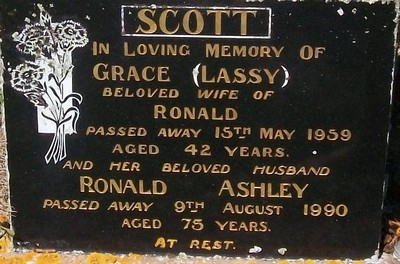 SCOTT
IN LOVING MEMORY OF
GRACE (LASSY)
BELOVED WIFE OF
RONALD
PASSED AWAY 15TH MAY 1959
AGED 42 YEARS.
AND HER BELOVED HUSBAND
RONALD ASHLEY
PASSED AWAY 9TH AUGUST 1990
AGED 75 YEARS.
AT REST.